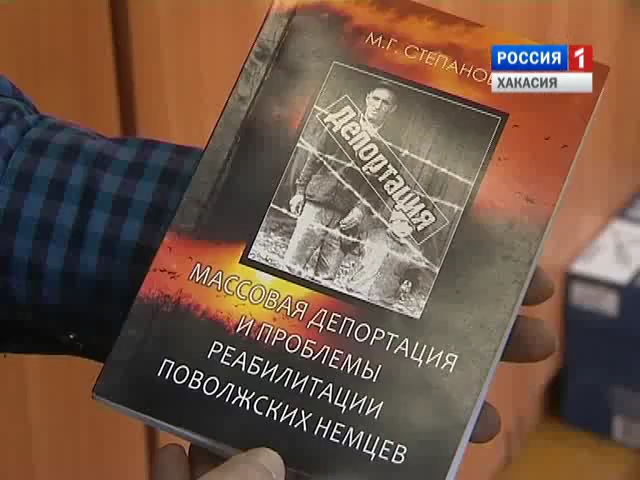 М.Г. СТЕПАНОВ
РОССИЯ 1
ХАКАСИЯ
Депортация
МАССОВАЯ ДЕПОРТАЦИЯ
И ПРОБЛЕМЫ
РЕАБИЛИТАЦИИ
ПОВОЛЖСКИХ НЕМЦЕВ